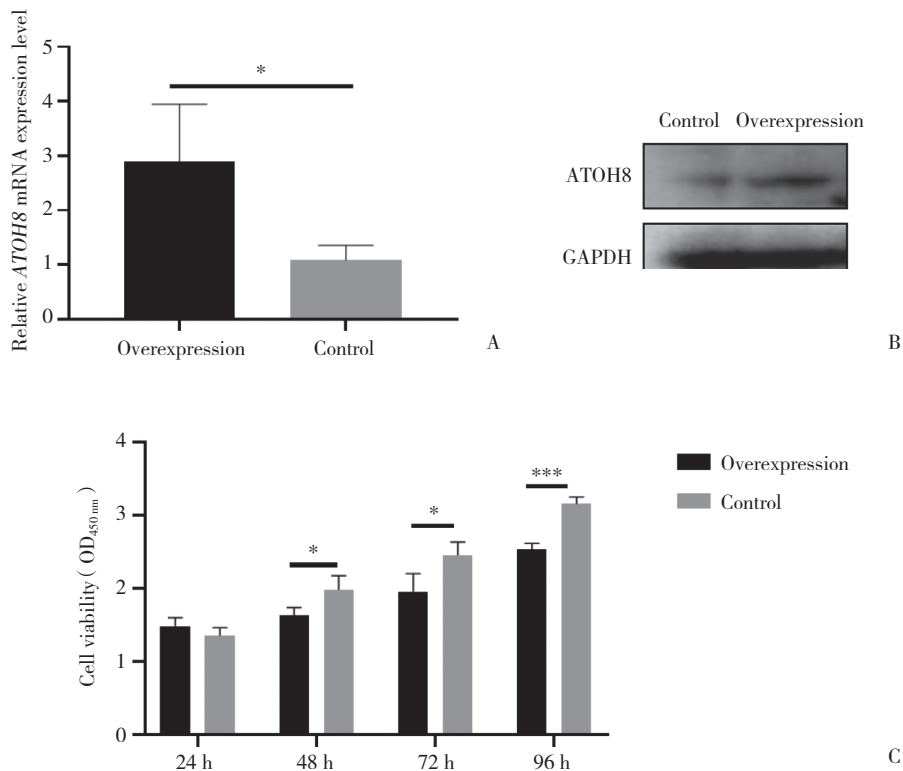 Relative ATOH8 mRNA expression level
5
4
3
2
1
0
*
Overexpression
Control
A
Control Overexpression
ATOH8
GAPDH
B
Cell viability ( OD450 nm )
4
3
2
1
0
*
*
***
24 h
48 h
72 h
96 h
Overexpression
Control
C